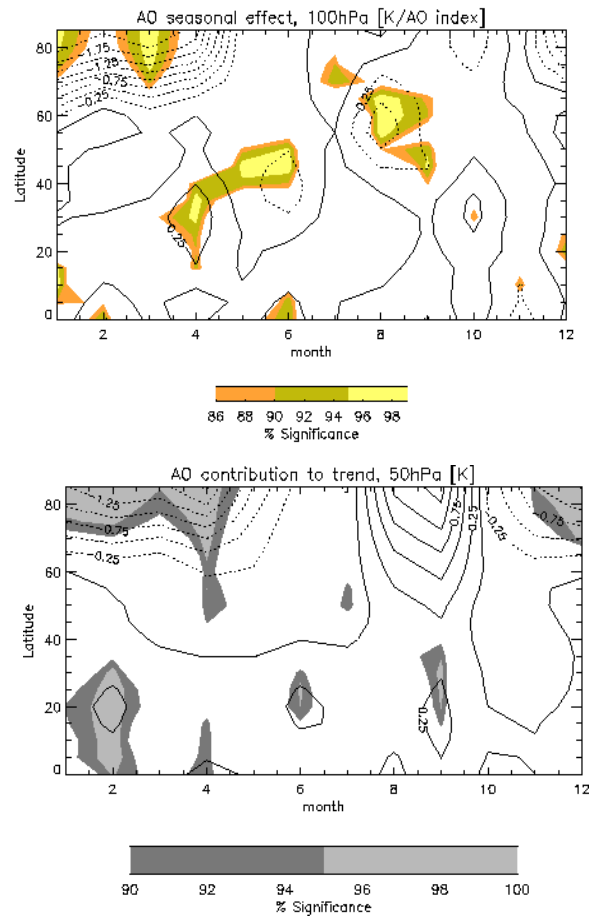 AO seasonal effect, 100hPa [K/AO index]
80
-1.75
-1.25
-0.75
-0.25
-0.25
60
Latitude
40
20
0.25
0
2 4 6 8 10 12
month
86 88 90 92 94 96 98
% Significance
AO contribution to trend, 50hPa [K]
80
-1.25
-0.75
-0.25
0.75
0.25
-0.75
-0.25
60
Latitude
40
20
0.25
0
2 4 6 8 10 12
month
90 92 94 96 98 100
% Significance